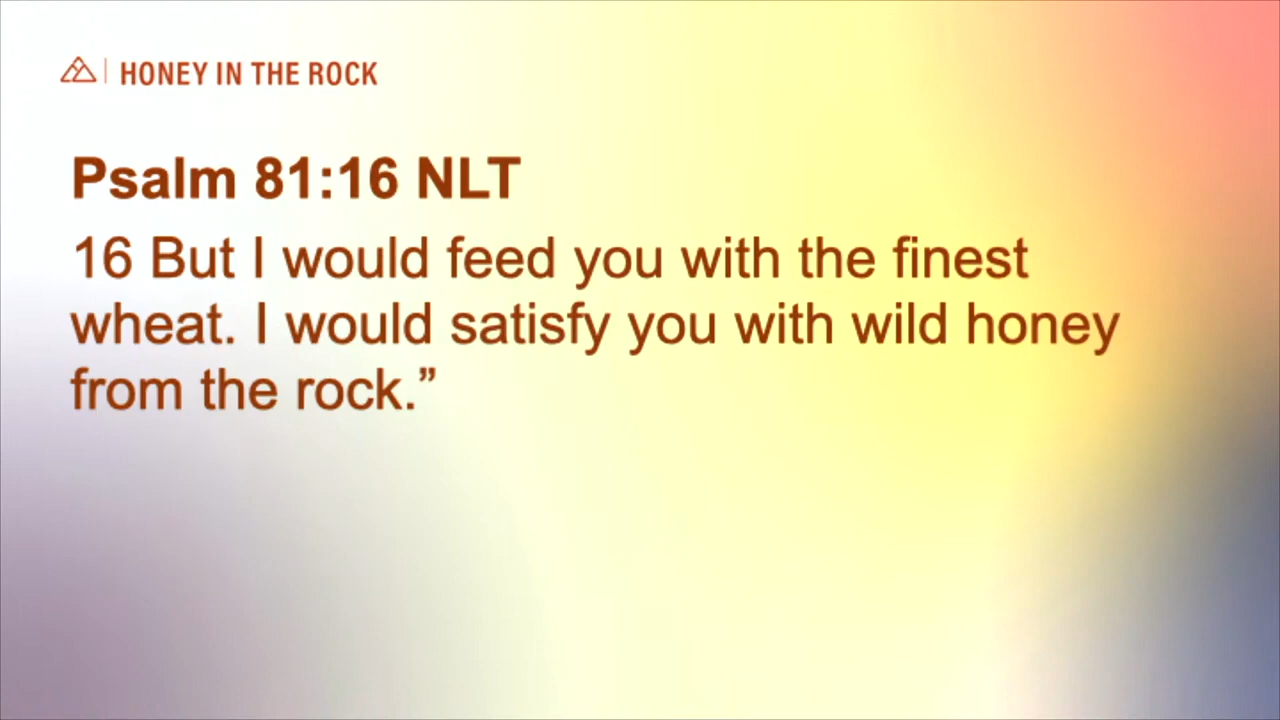 HONEY IN THE ROCK
Psalm 81:16 NLT
16 But I would feed you with the finest
wheat. I would satisfy you with wild honey
from the rock.”